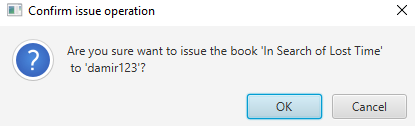 Confirm issue operation
Are you sure want to issue the book 'In Search of Lost Time'
to 'damir123'?
OK
Cancel